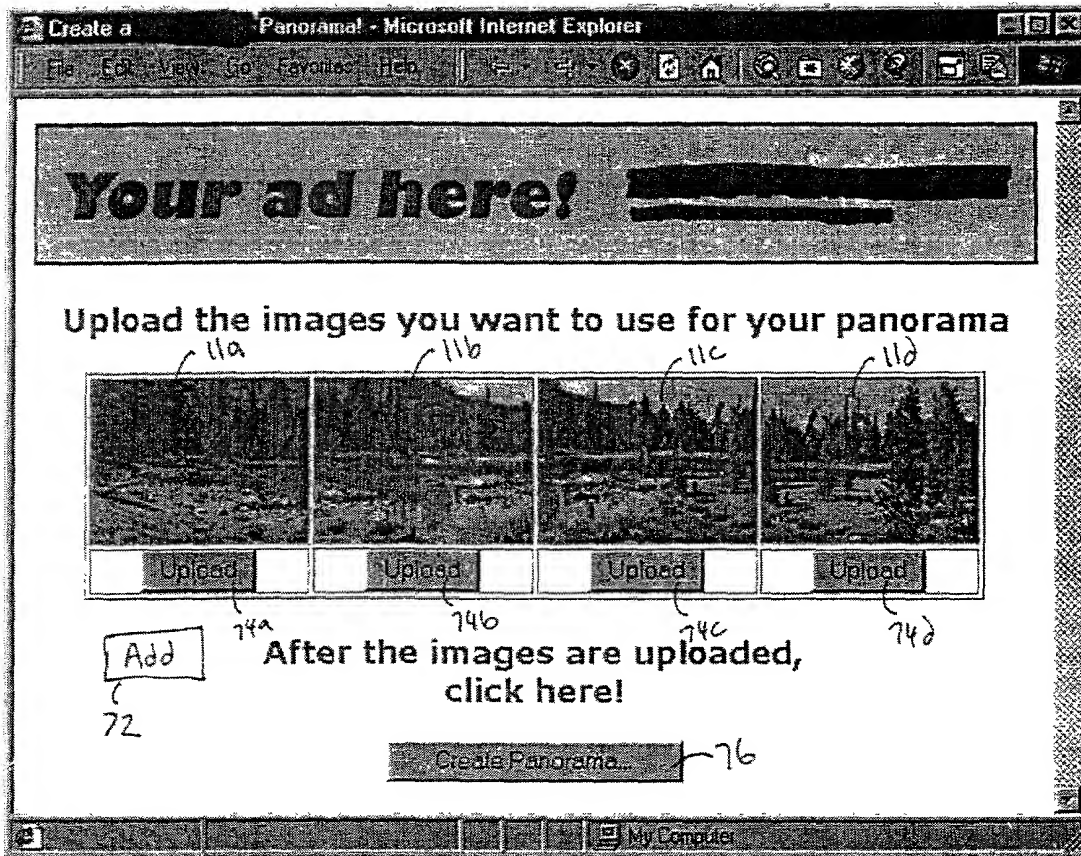 Create a Panorama! - Microsoft Internet Explorer
File Edit View Go Favorites Help
Your ad here!
Upload the images you want to use for your panorama
11a 11b 11c 11d
Upload Upload Upload Upload
74a 74b 74c 74d
Add
After the images are uploaded,
click here!
72
Create Panorama...
76
My Computer